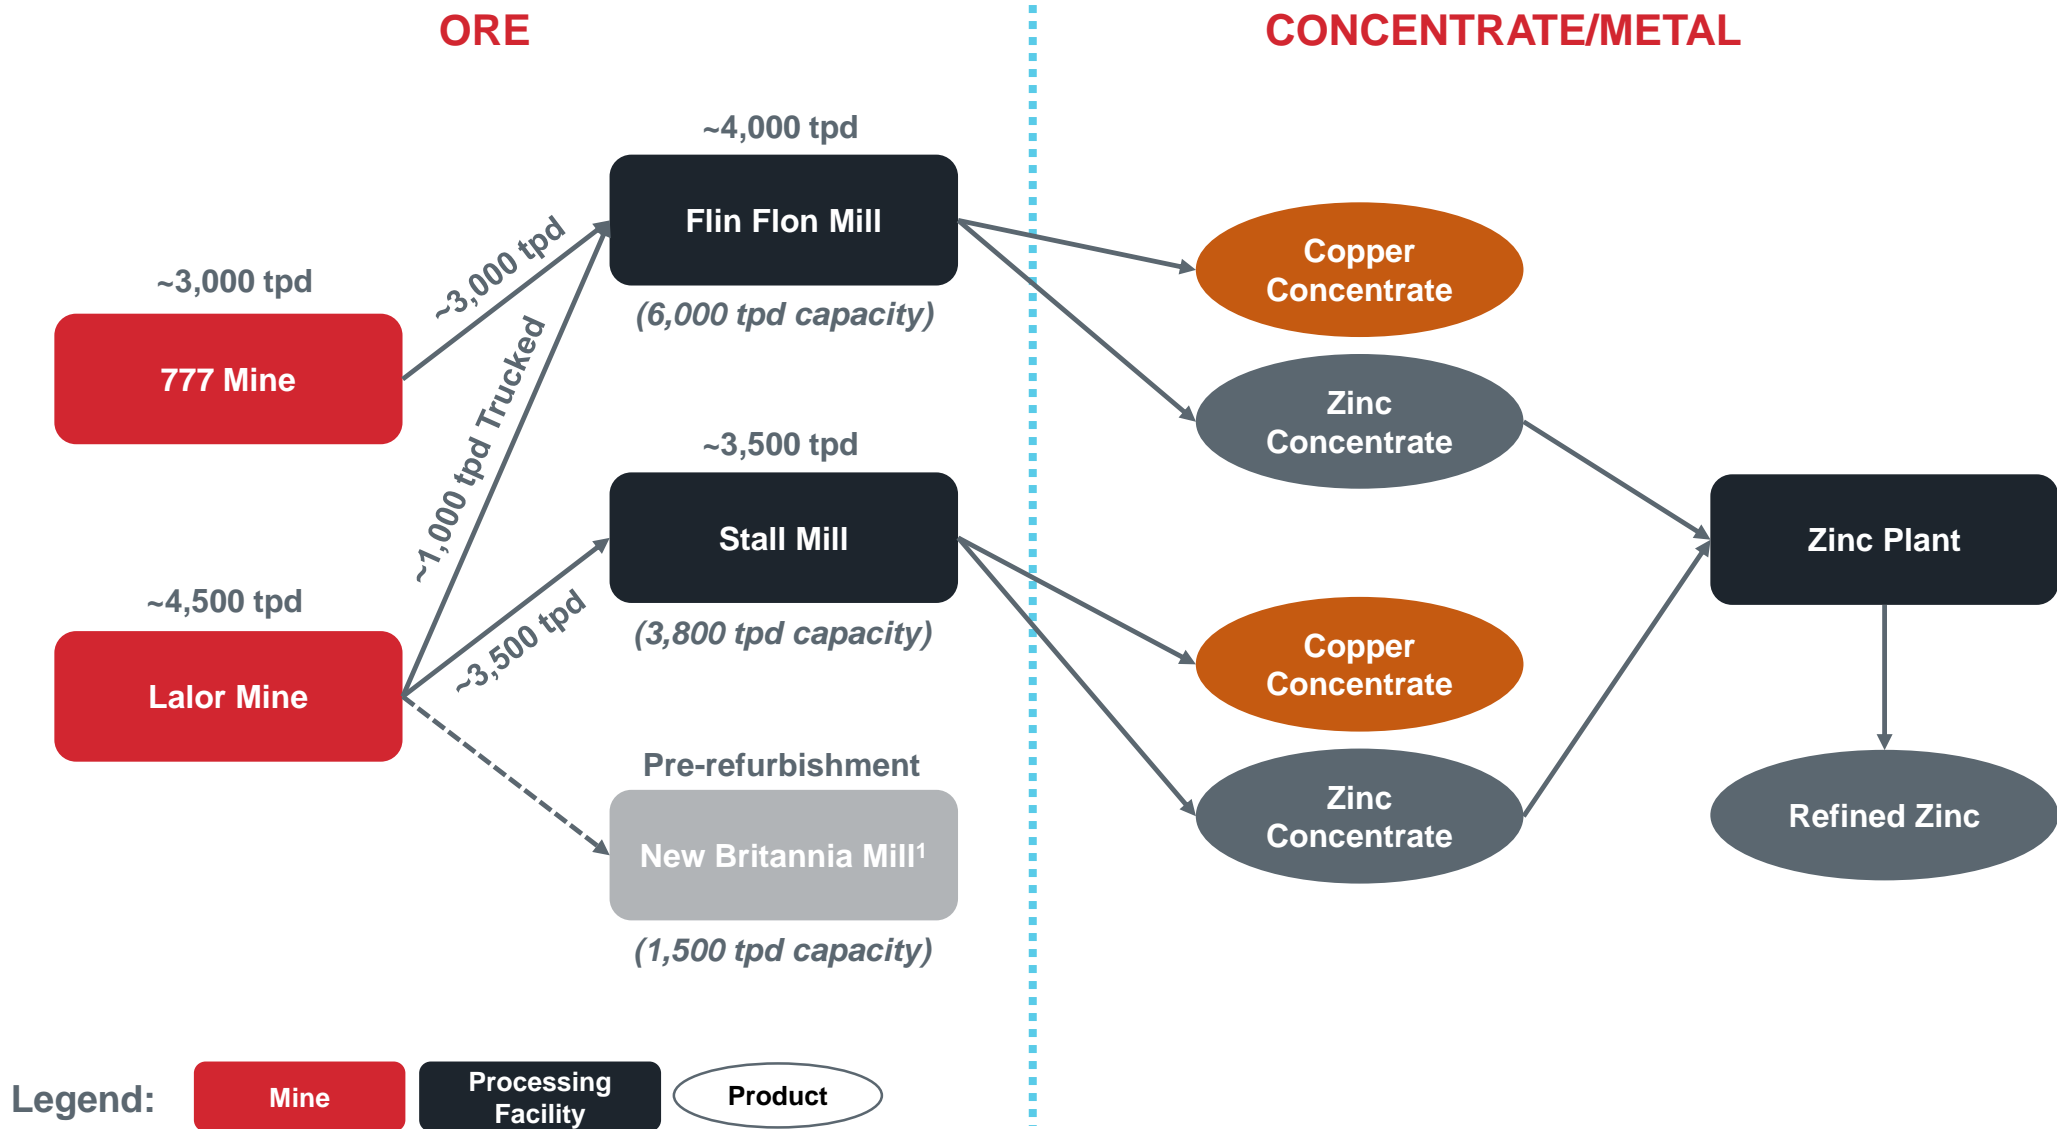 ORE
CONCENTRATE/METAL
~4,000 tpd
Flin Flon Mill
(6,000 tpd capacity)
~3,000 tpd
~3,000 tpd
777 Mine
~1,000 tpd Trucked
Copper
Concentrate
Zinc
Concentrate
~3,500 tpd
Stall Mill
(3,800 tpd capacity)
~3,500 tpd
Zinc Plant
~4,500 tpd
Lalor Mine
Copper
Concentrate
Pre-refurbishment
New Britannia Mill¹
(1,500 tpd capacity)
Zinc
Concentrate
Refined Zinc
Legend:
Mine
Processing
Facility
Product